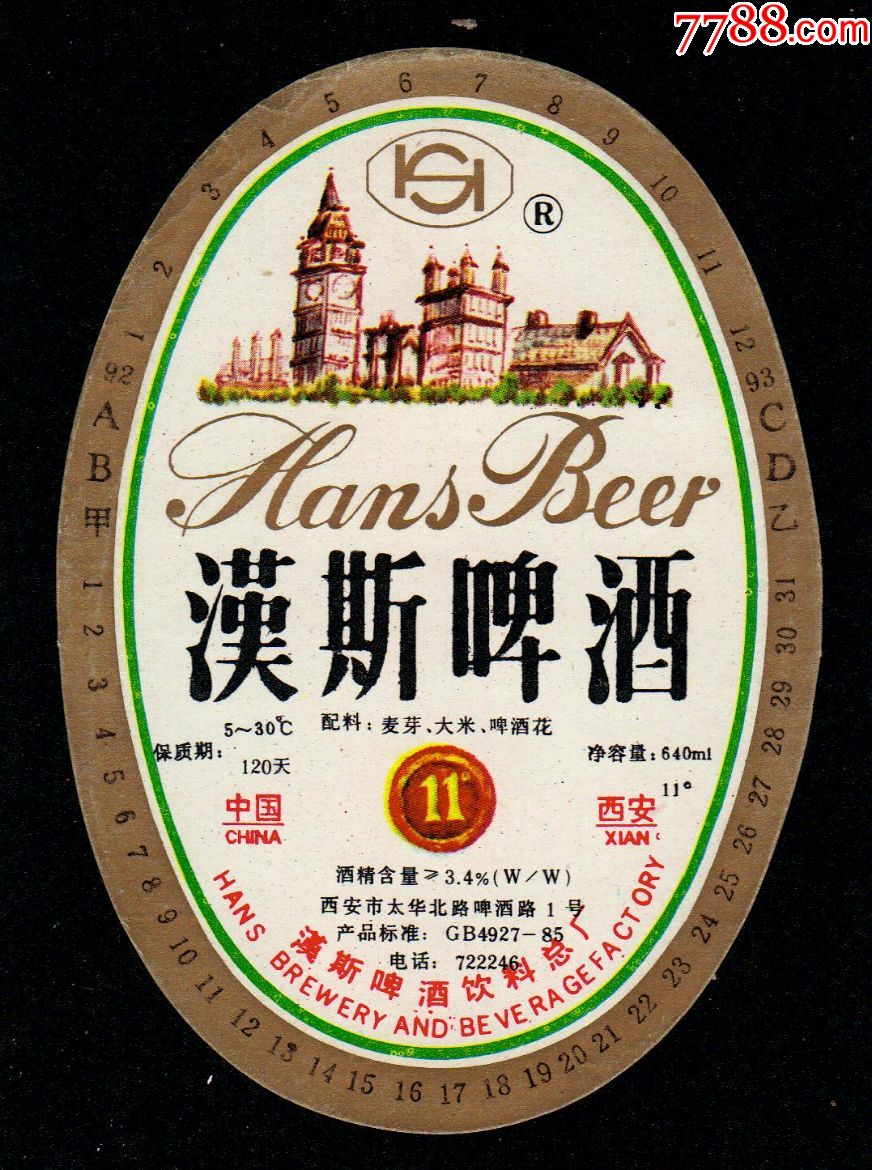 7788.com
1 2 3 4 5 6 7 8 9 10 11 12
92
93
A
B
甲
C
D
乙
®
Hans Beer
漢斯啤酒
5～30℃
保质期：
120天
配料：麦芽、大米、啤酒花
净容量：640ml
11°
11°
中国
CHINA
西安
XIAN
酒精含量≥3.4%(W/W)
西安市太华北路啤酒路1号
产品标准：GB4927-85
电话：722246
漢斯啤酒饮料总厂
HANS BREWERY AND BEVERAGE FACTORY
1 2 3 4 5 6 7 8 9 10 11 12 13 14 15 16 17 18 19 20 21 22 23 24 25 26 27 28 29 30 31